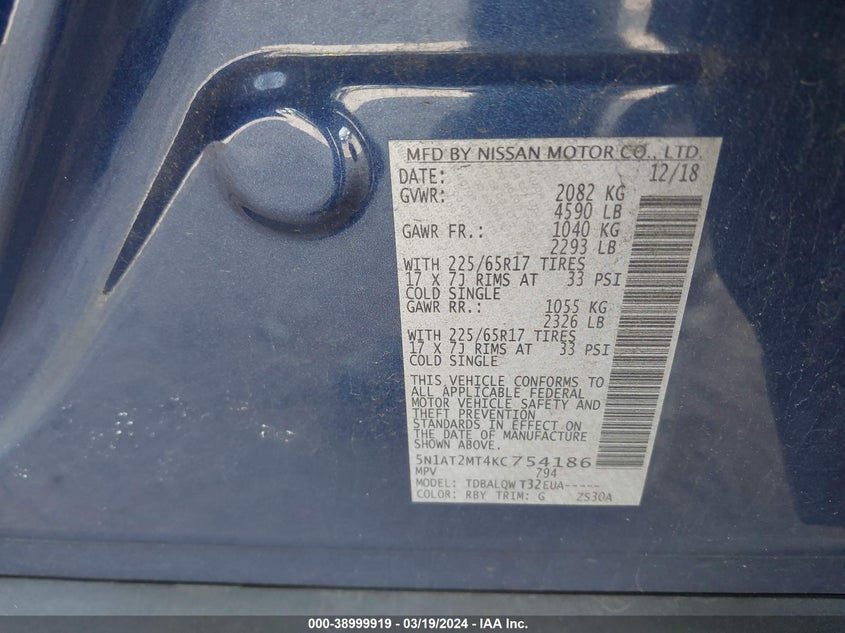 MFD BY NISSAN MOTOR CO., LTD.
DATE: 12/18
GVWR: 2082 KG
4590 LB
GAWR FR.: 1040 KG
2293 LB
WITH 225/65R17 TIRES
17 X 7J RIMS AT 33 PSI
COLD SINGLE
GAWR RR.: 1055 KG
2326 LB
WITH 225/65R17 TIRES
17 X 7J RIMS AT 33 PSI
COLD SINGLE
THIS VEHICLE CONFORMS TO
ALL APPLICABLE FEDERAL
MOTOR VEHICLE SAFETY AND
THEFT PREVENTION
STANDARDS IN EFFECT ON
THE DATE OF MANUFACTURE
SHOWN ABOVE.
5N1AT2MT4KC754186
MPV 794
MODEL: TDBALQW T32EUA-----
COLOR: RBY TRIM: G ZS30A
000-38999919 - 03/19/2024 - IAA Inc.